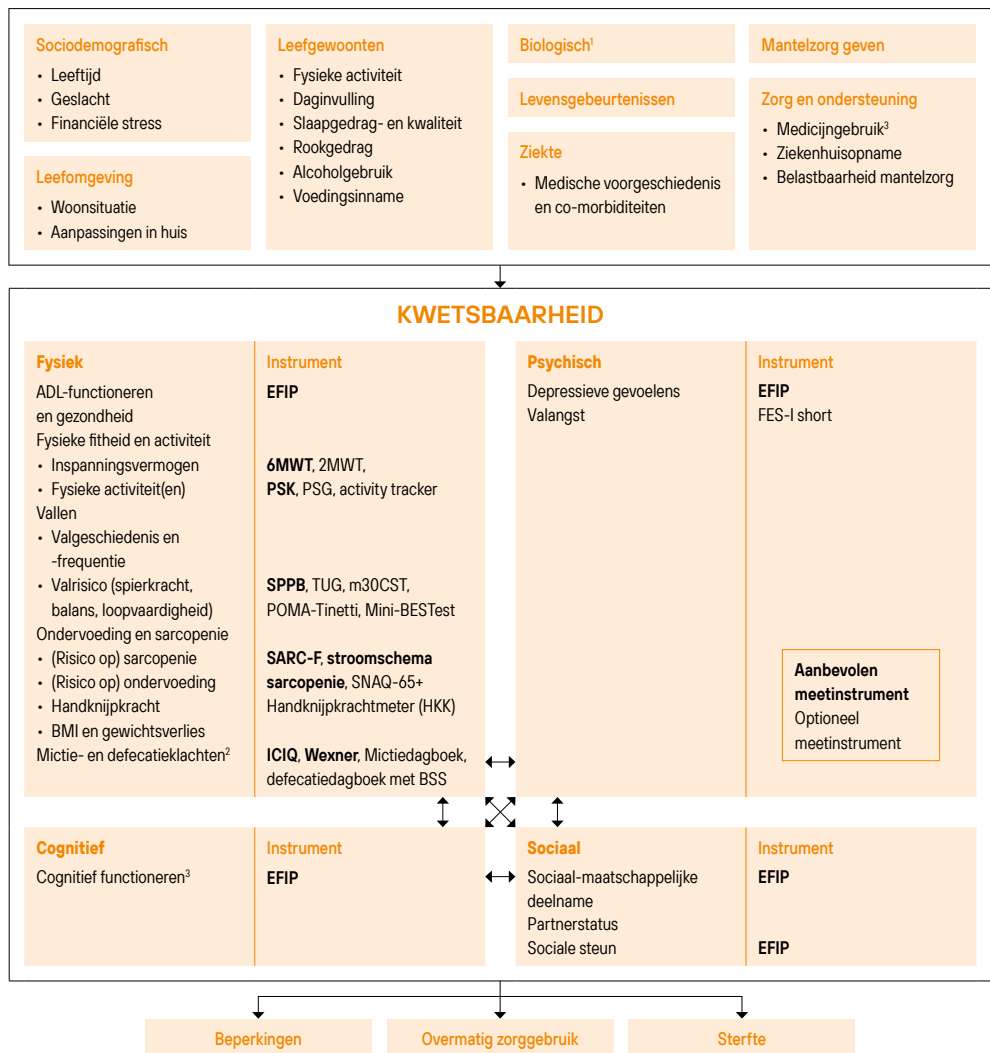 Sociodemografisch
• Leeftijd
• Geslacht
• Financiële stress
Leefomgeving
• Woonsituatie
• Aanpassingen in huis
Leefgewoonten
• Fysieke activiteit
• Daginvulling
• Slaapgedrag- en kwaliteit
• Rookgedrag
• Alcoholgebruik
• Voedingsinname
Biologisch¹
Levensgebeurtenissen
Ziekte
• Medische voorgeschiedenis
en co-morbiditeiten
Mantelzorg geven
Zorg en ondersteuning
• Medicijngebruik³
• Ziekenhuisopname
• Belastbaarheid mantelzorg
KWETSBAARHEID
Fysiek
ADL-functioneren
en gezondheid
Fysieke fitheid en activiteit
• Inspanningsvermogen
• Fysieke activiteit(en)
Vallen
• Valgeschiedenis en
-frequentie
• Valrisico (spierkracht,
balans, loopvaardigheid)
Ondervoeding en sarcopenie
• (Risico op) sarcopenie
• (Risico op) ondervoeding
• Handknijpkracht
• BMI en gewichtsverlies
Mictie- en defecatieklachten²
Instrument
EFIP
6MWT, 2MWT,
PSK, PSG, activity tracker
SPPB, TUG, m30CST,
POMA-Tinetti, Mini-BESTest
SARC-F, stroomschema
sarcopenie, SNAQ-65+
Handknijpkrachtmeter (HKK)
ICIQ, Wexner, Mictiedagboek,
defecatiedagboek met BSS
Psychisch
Depressieve gevoelens
Valangst
Instrument
EFIP
FES-I short
Aanbevolen
meetinstrument
Optioneel
meetinstrument
Cognitief
Cognitief functioneren³
Instrument
EFIP
Sociaal
Sociaal-maatschappelijke
deelname
Partnerstatus
Sociale steun
Instrument
EFIP
EFIP
Beperkingen
Overmatig zorggebruik
Sterfte